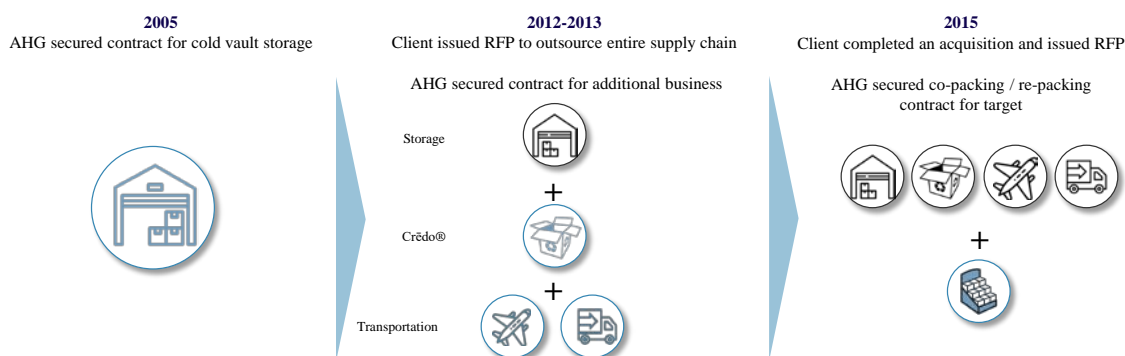 2005
AHG secured contract for cold vault storage
2012-2013
Client issued RFP to outsource entire supply chain
AHG secured contract for additional business
Storage
+
Crēdo®
+
Transportation
2015
Client completed an acquisition and issued RFP
AHG secured co-packing / re-packing
contract for target
+